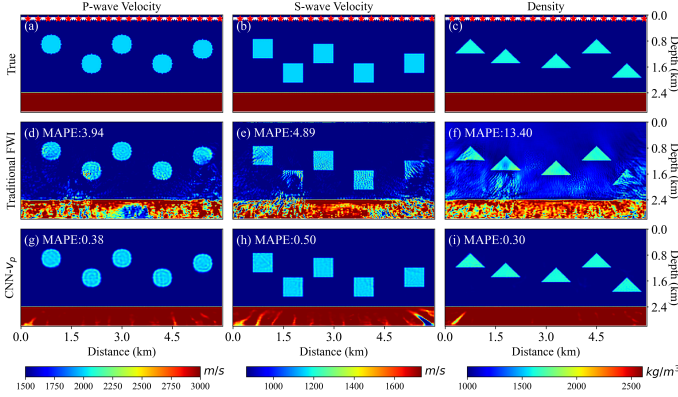 P-wave Velocity S-wave Velocity Density
(a) (b) (c)
True
0.0
0.8
1.6
2.4
Depth (km)
(d) MAPE:3.94 (e) MAPE:4.89 (f) MAPE:13.40
Traditional FWI
0.0
0.8
1.6
2.4
Depth (km)
(g) MAPE:0.38 (h) MAPE:0.50 (i) MAPE:0.30
CNN-vₚ
0.0
0.8
1.6
2.4
Depth (km)
0.0 1.5 3.0 4.5 0.0 1.5 3.0 4.5 0.0 1.5 3.0 4.5
Distance (km) Distance (km) Distance (km)
m/s m/s kg/m³
1500 1750 2000 2250 2500 2750 3000 1000 1200 1400 1600 1000 1500 2000 2500